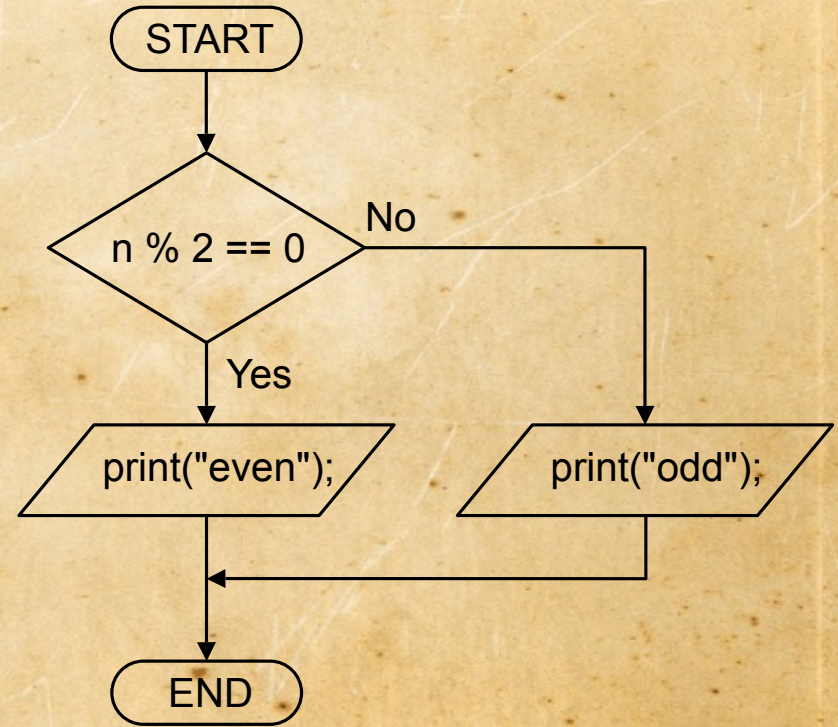 START
n % 2 == 0
No
Yes
print("even");
print("odd");
END